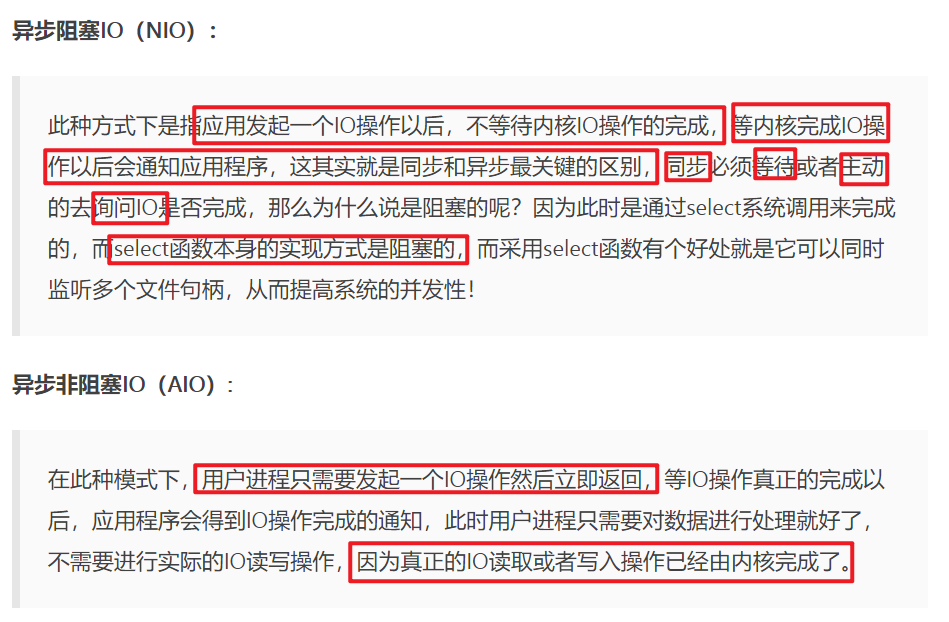 异步阻塞IO（NIO）:
此种方式下是指应用发起一个IO操作以后，不等待内核IO操作的完成，等内核完成IO操
作以后会通知应用程序，这其实就是同步和异步最关键的区别，同步必须等待或者主动
的去询问IO是否完成，那么为什么说是阻塞的呢？因为此时是通过select系统调用来完成
的，而select函数本身的实现方式是阻塞的，而采用select函数有个好处就是它可以同时
监听多个文件句柄，从而提高系统的并发性！
异步非阻塞IO（AIO）:
在此种模式下，用户进程只需要发起一个IO操作然后立即返回，等IO操作真正的完成以
后，应用程序会得到IO操作完成的通知，此时用户进程只需要对数据进行处理就好了，
不需要进行实际的IO读写操作，因为真正的IO读取或者写入操作已经由内核完成了。